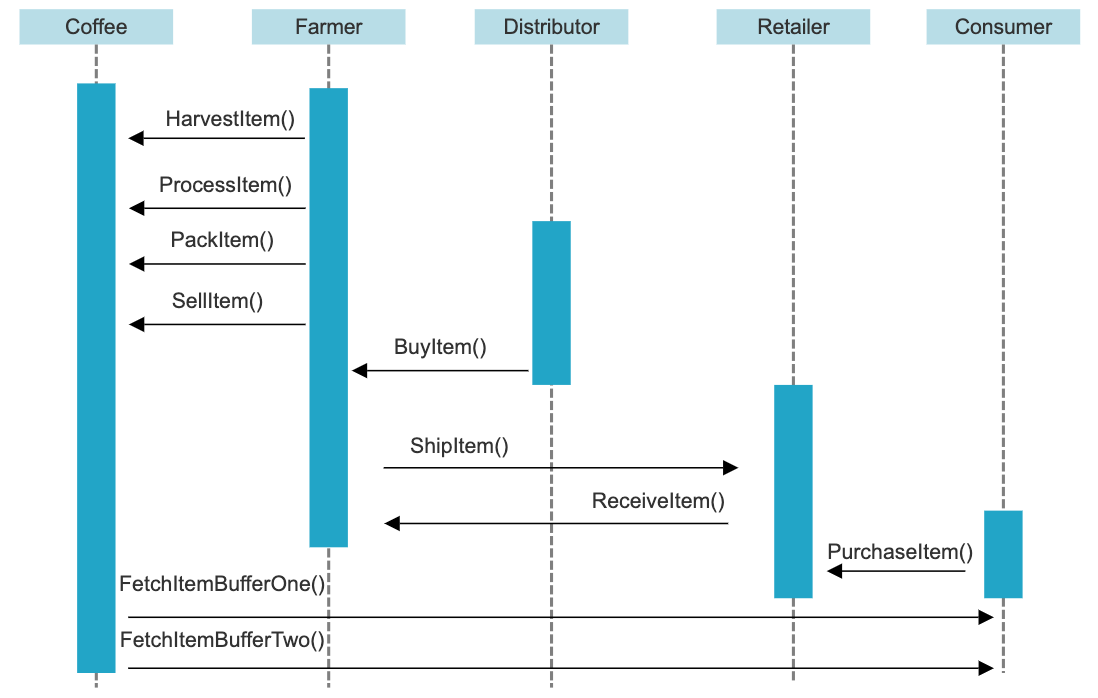 Coffee
Farmer
Distributor
Retailer
Consumer
HarvestItem()
ProcessItem()
PackItem()
SellItem()
BuyItem()
ShipItem()
ReceiveItem()
PurchaseItem()
FetchItemBufferOne()
FetchItemBufferTwo()